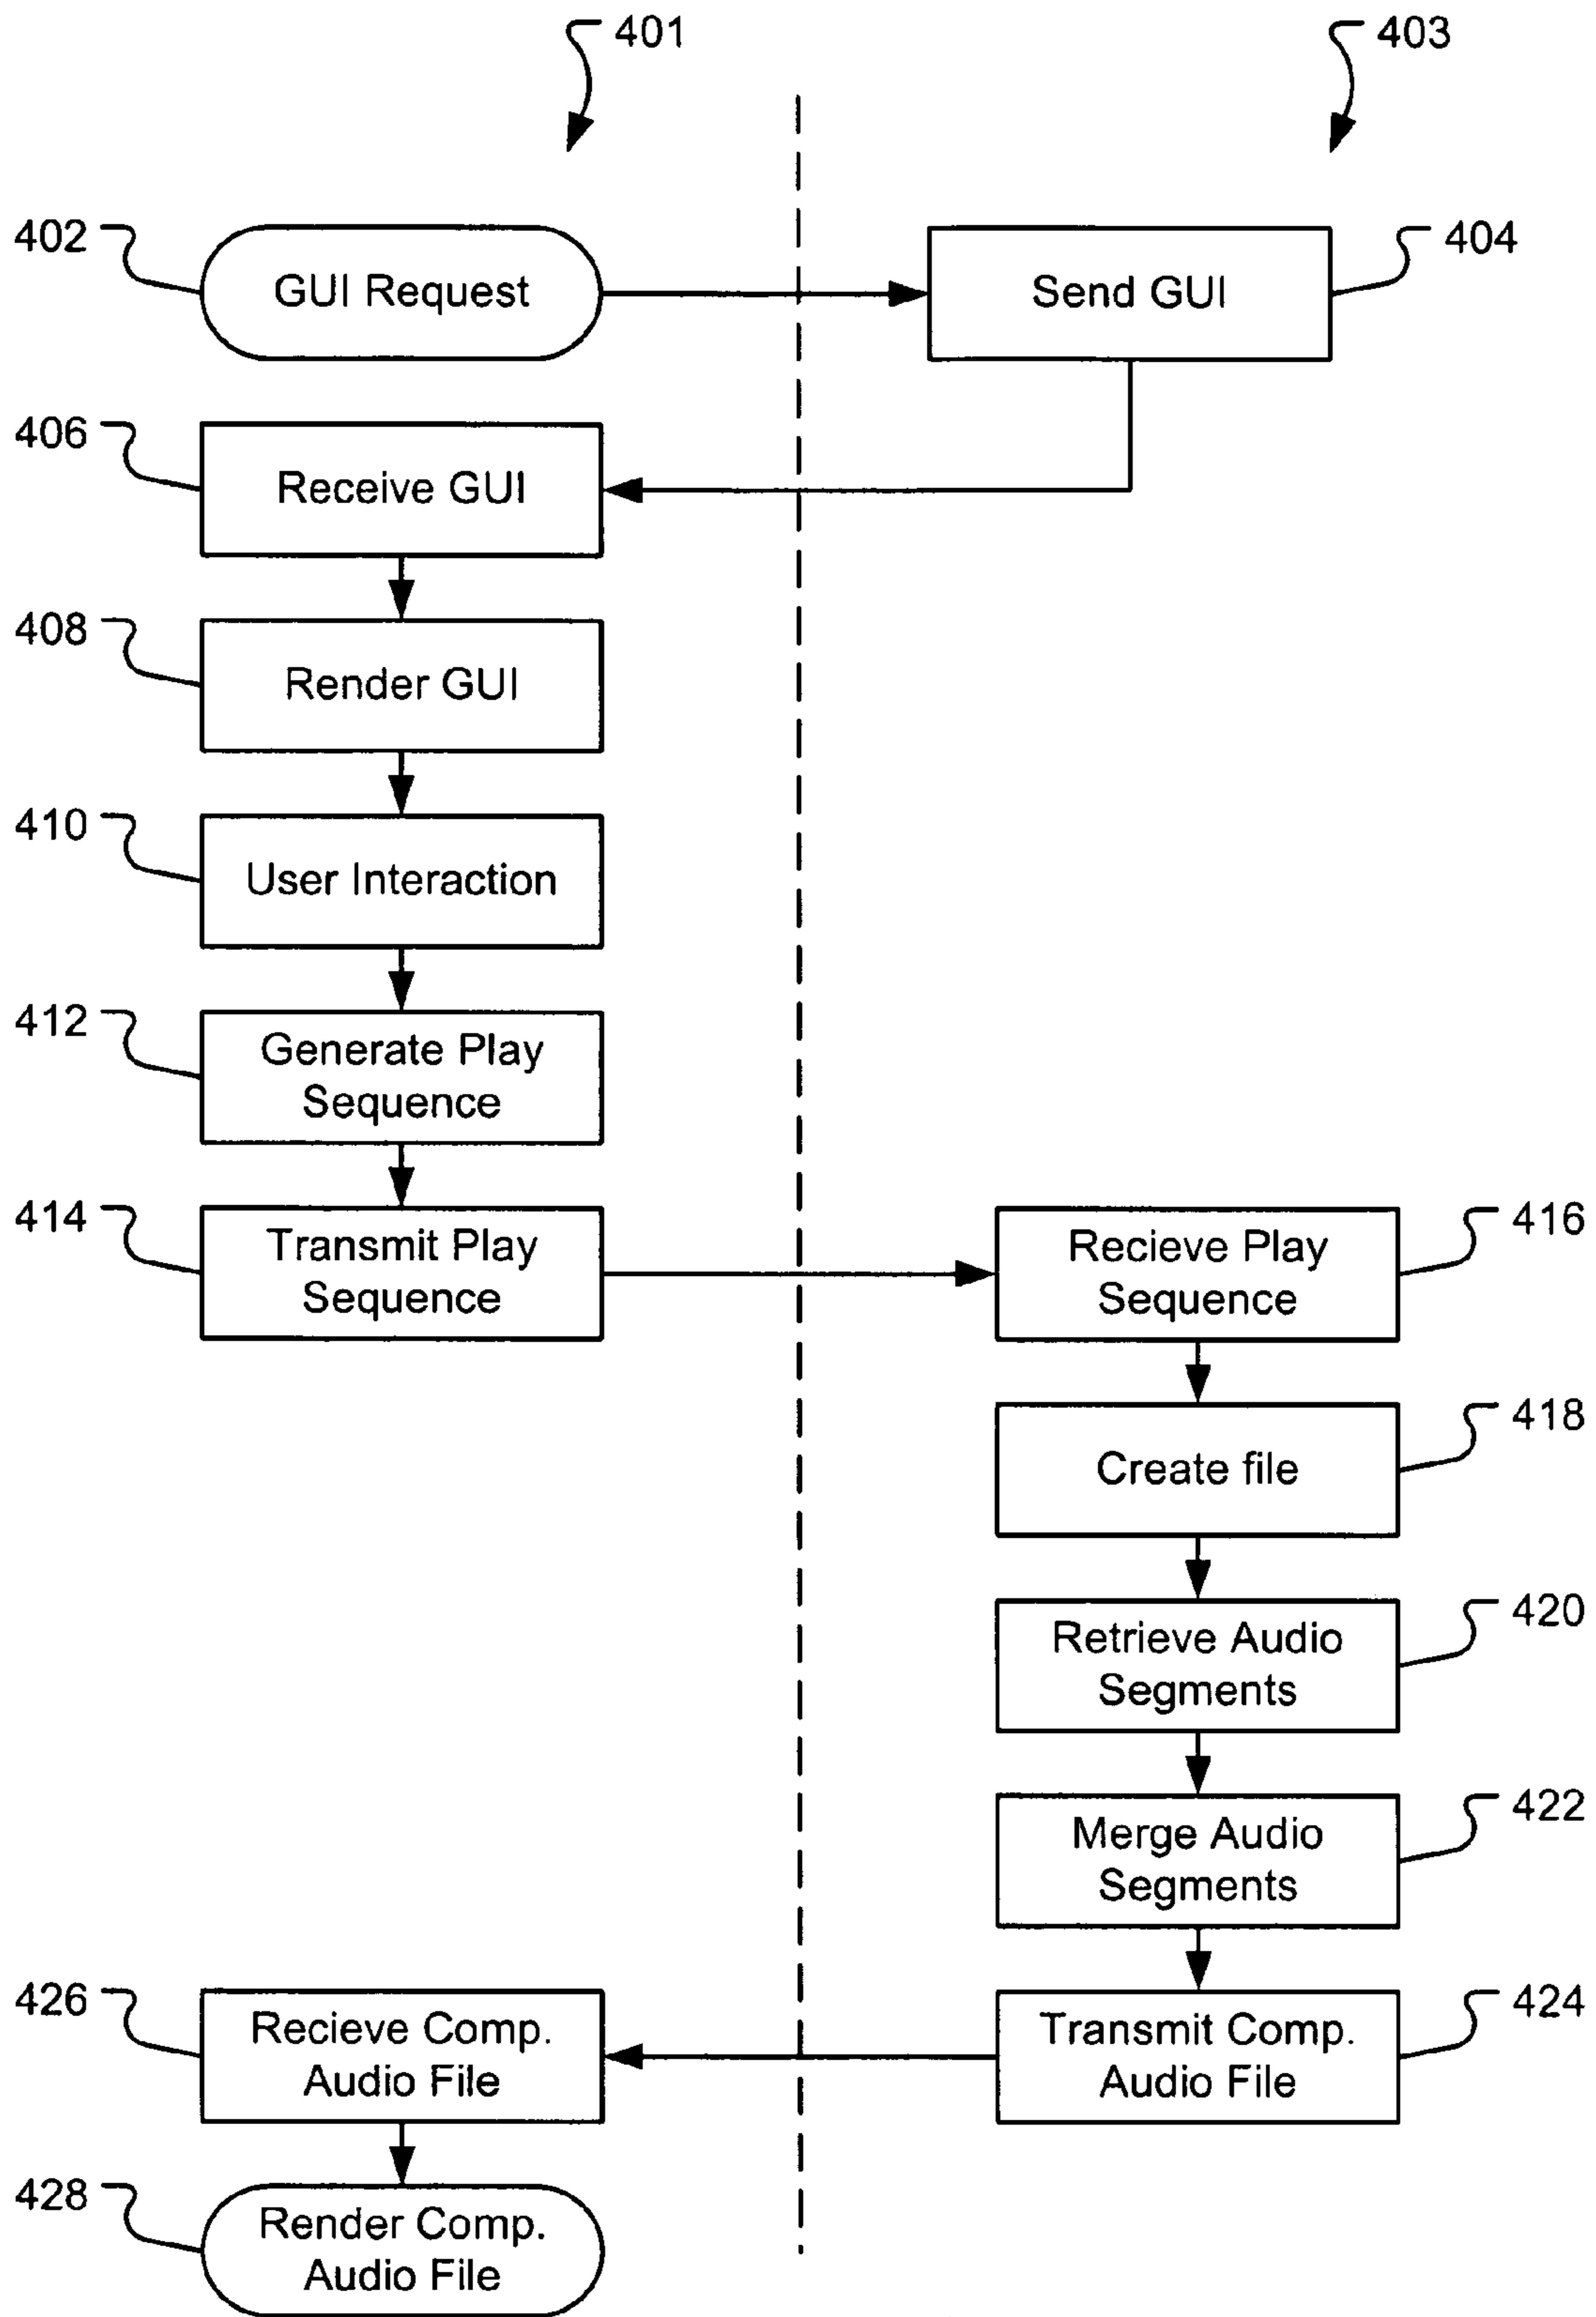 401
403
402
GUI Request
Send GUI
404
406
Receive GUI
408
Render GUI
410
User Interaction
412
Generate Play
Sequence
414
Transmit Play
Sequence
Recieve Play
Sequence
416
Create file
418
Retrieve Audio
Segments
420
Merge Audio
Segments
422
426
Recieve Comp.
Audio File
Transmit Comp.
Audio File
424
428
Render Comp.
Audio File